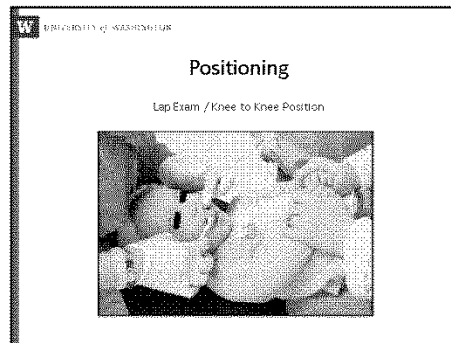 W UNIVERSITY of WASHINGTON
Positioning
Lap Exam / Knee to Knee Position